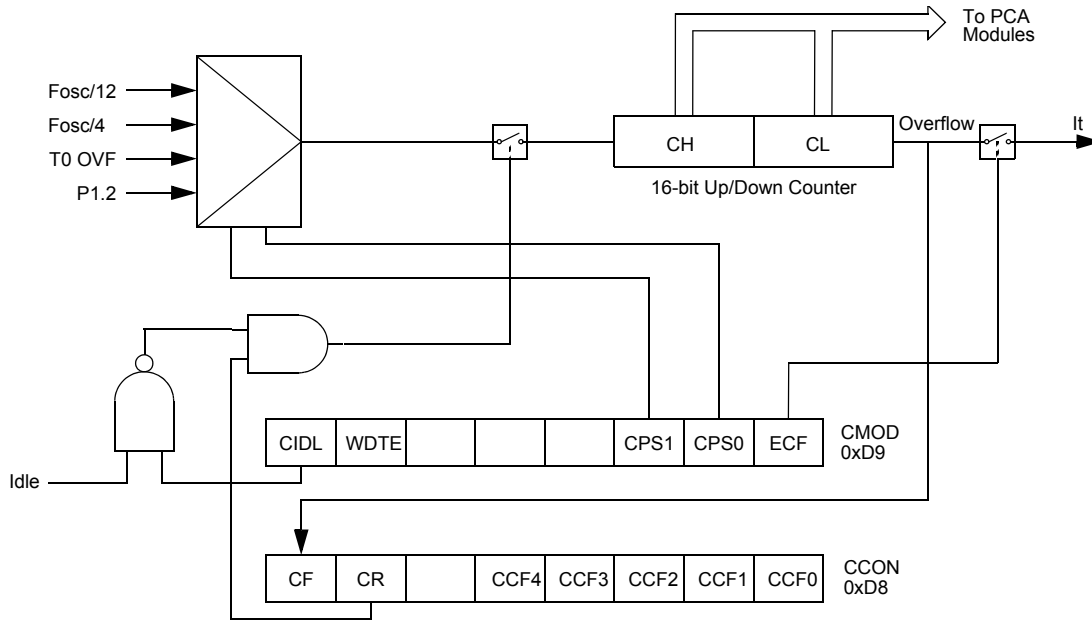 To PCA
Modules
Fosc/12
Fosc/4
T0 OVF
P1.2
CH
CL
Overflow
It
16-bit Up/Down Counter
CIDL
WDTE
CPS1
CPS0
ECF
CMOD
0xD9
Idle
CF
CR
CCF4
CCF3
CCF2
CCF1
CCF0
CCON
0xD8